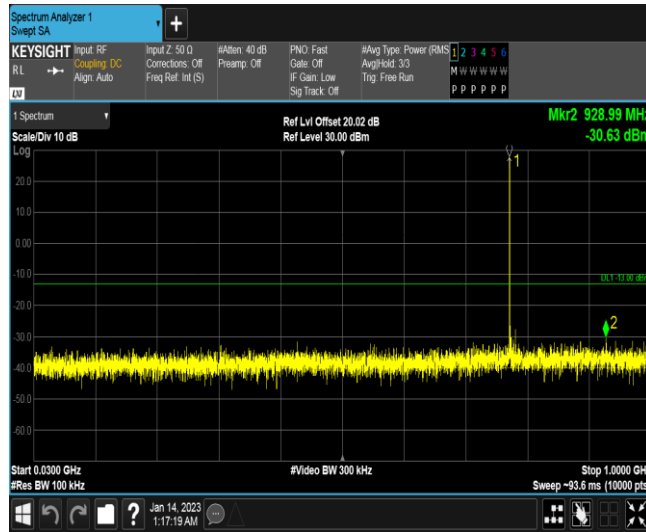 Spectrum Analyzer 1
Swept SA
+
KEYSIGHT Input: RF Input Z: 50 Ω #Atten: 40 dB PNO: Fast #Avg Type: Power (RMS 1 2 3 4 5 6
RL Coupling: DC Corrections: Off Preamp: Off Gate: Off Avg|Hold: 3/3 M W W W W W
Align: Auto Freq Ref: Int (S) IF Gain: Low Trig: Free Run
LXI Sig Track: Off P P P P P P
1 Spectrum Ref Lvl Offset 20.02 dB Mkr2 928.99 MHz
Scale/Div 10 dB Ref Level 30.00 dBm -30.63 dBm
Log
1
20.0
10.0
0.00
-10.0
DL1 -13.00 dBm
-20.0
2
-30.0
-40.0
-50.0
-60.0
Start 0.0300 GHz #Video BW 300 kHz Stop 1.0000 GHz
#Res BW 100 kHz Sweep ~93.6 ms (10000 pts)
? Jan 14, 2023
1:17:19 AM